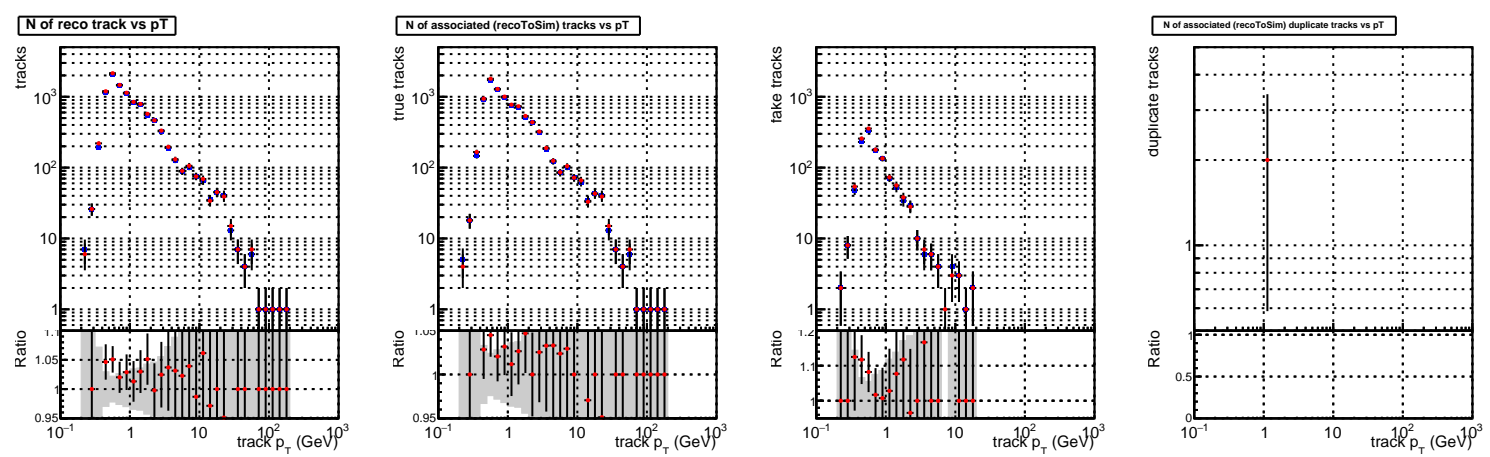 N of reco track vs pT
tracks
10³
10²
10
1
Ratio
1.1
1.05
1
0.95
10⁻¹ 1 10 10² 10³
track p_T (GeV)
N of associated (recoToSim) tracks vs pT
true tracks
10³
10²
10
1
Ratio
1.05
1
0.95
10⁻¹ 1 10 10² 10³
track p_T (GeV)
fake tracks
10³
10²
10
1
Ratio
1.2
1.1
1
10⁻¹ 1 10 10² 10³
track p_T (GeV)
N of associated (recoToSim) duplicate tracks vs pT
duplicate tracks
1
Ratio
1
0.5
0
10⁻¹ 1 10 10² 10³
track p_T (GeV)